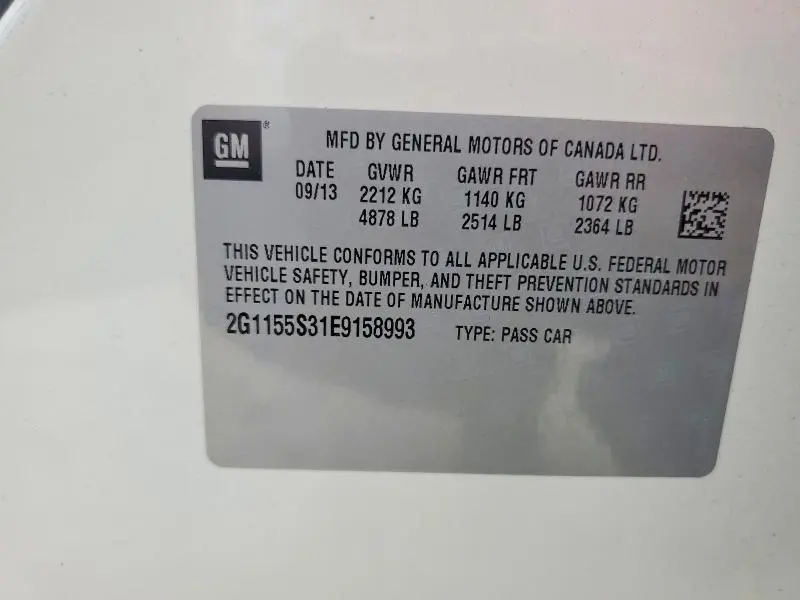 GM ®
MFD BY GENERAL MOTORS OF CANADA LTD.
DATE GVWR GAWR FRT GAWR RR
09/13 2212 KG 1140 KG 1072 KG
4878 LB 2514 LB 2364 LB
THIS VEHICLE CONFORMS TO ALL APPLICABLE U.S. FEDERAL MOTOR
VEHICLE SAFETY, BUMPER, AND THEFT PREVENTION STANDARDS IN
EFFECT ON THE DATE OF MANUFACTURE SHOWN ABOVE.
2G1155S31E9158993 TYPE: PASS CAR